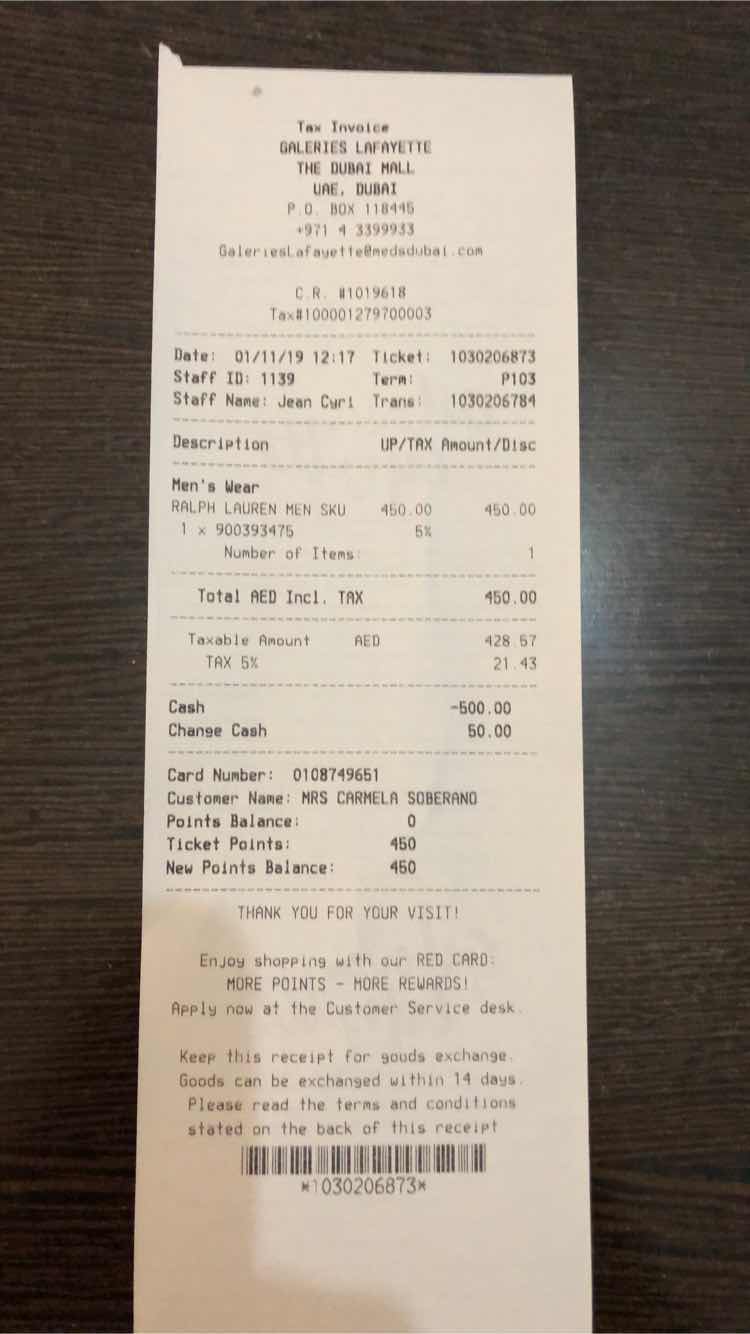 Tax Invoice
GALERIES LAFAYETTE
THE DUBAI MALL
UAE, DUBAI
P.O. BOX 118445
+971 4 3399933
GaleriesLafayette@medsdubai.com
C.R. #1019618
Tax#100001279700003
Date: 01/11/19 12:17 Ticket: 1030206873
Staff ID: 1139 Term: P103
Staff Name: Jean Cyri Trans: 1030206784
Description UP/TAX Amount/Disc
Men's Wear
RALPH LAUREN MEN SKU 450.00 450.00
1 x 900393475 5%
Number of Items: 1
Total AED Incl. TAX 450.00
Taxable Amount AED 428.57
TAX 5% 21.43
Cash -500.00
Change Cash 50.00
Card Number: 0108749651
Customer Name: MRS CARMELA SOBERANO
Points Balance: 0
Ticket Points: 450
New Points Balance: 450
THANK YOU FOR YOUR VISIT!
Enjoy shopping with our RED CARD:
MORE POINTS - MORE REWARDS!
Apply now at the Customer Service desk.
Keep this receipt for goods exchange.
Goods can be exchanged within 14 days.
Please read the terms and conditions
stated on the back of this receipt
*1030206873*